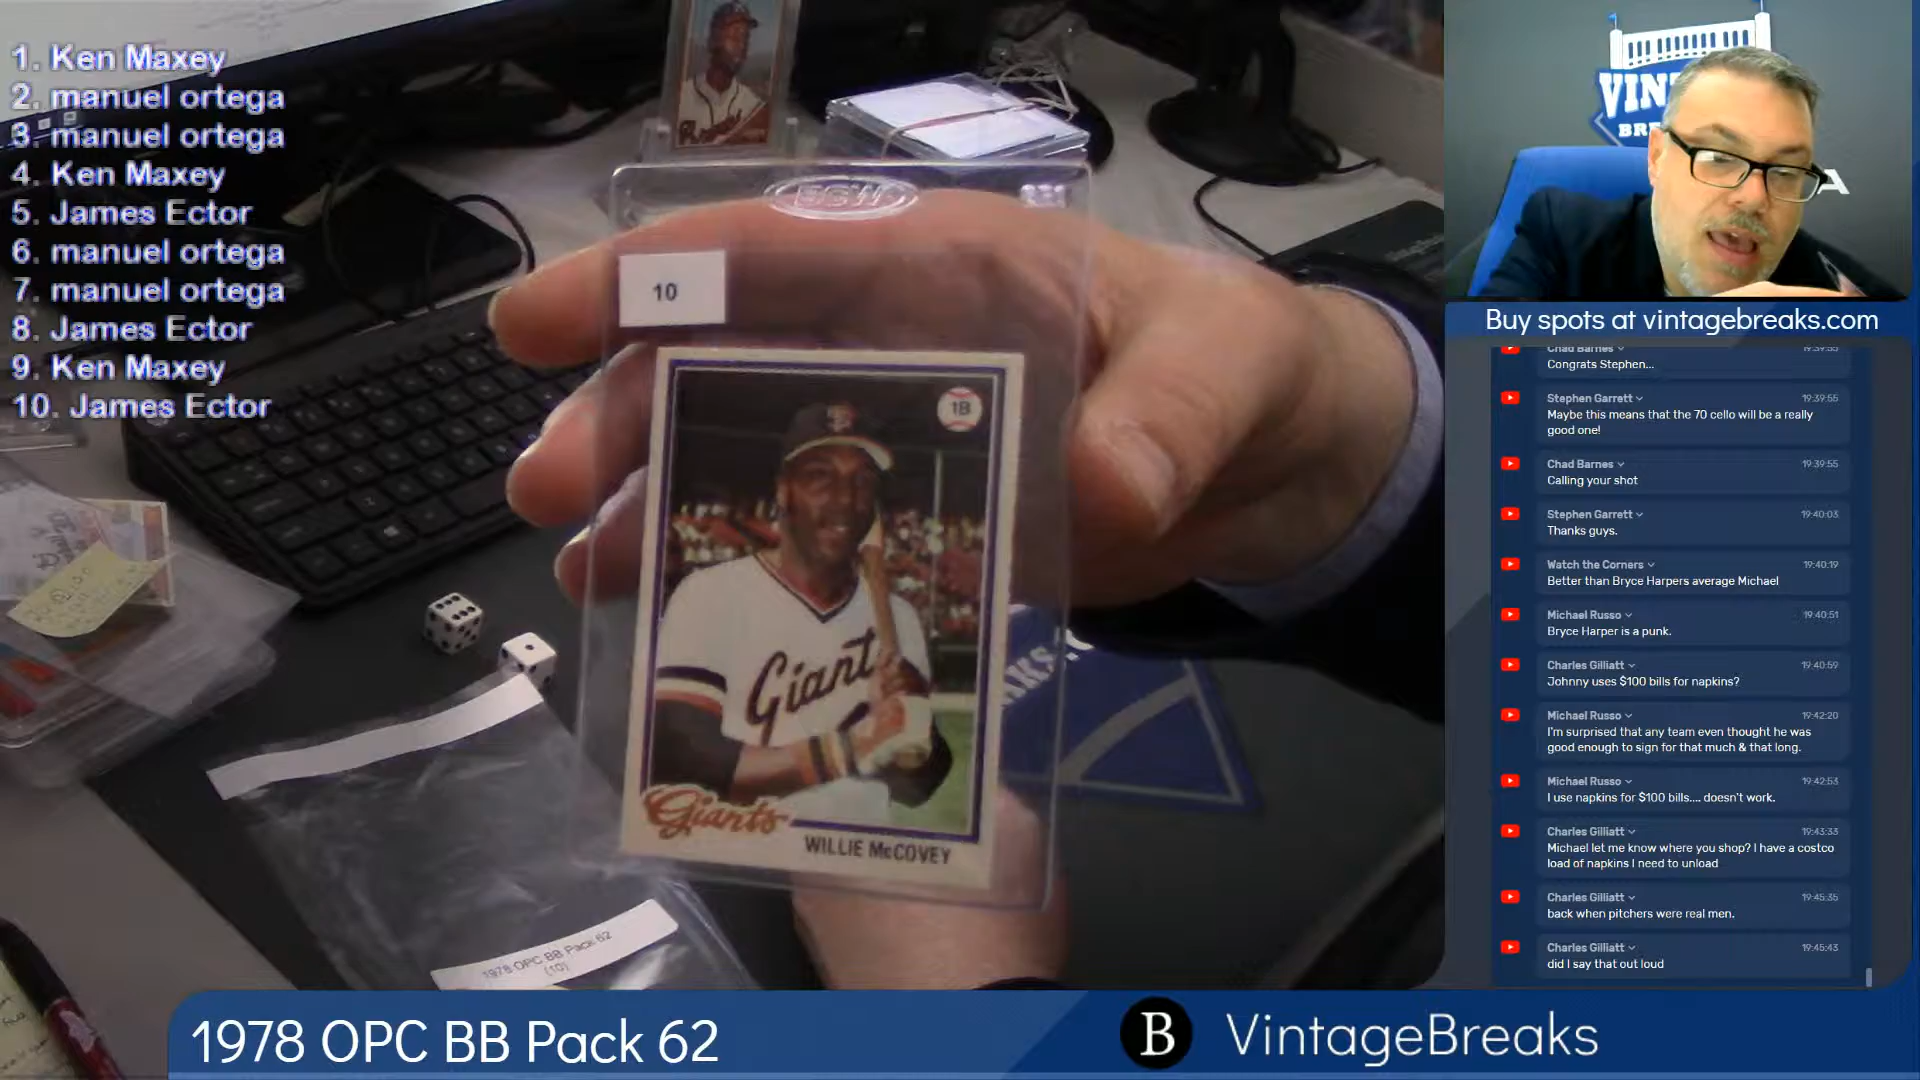 1. Ken Maxey
2. manuel ortega
3. manuel ortega
4. Ken Maxey
5. James Ector
6. manuel ortega
7. manuel ortega
8. James Ector
9. Ken Maxey
10. James Ector
BGW
10
1B
Giants
Giants
WILLIE McCOVEY
1978 OPC BB Pack 62
(10)
Buy spots at vintagebreaks.com
Chad Barnes 19:39:55
Congrats Stephen...
Stephen Garrett 19:39:55
Maybe this means that the 70 cello will be a really
good one!
Chad Barnes 19:39:55
Calling your shot
Stephen Garrett 19:40:03
Thanks guys.
Watch the Corners 19:40:19
Better than Bryce Harpers average Michael
Michael Russo 19:40:51
Bryce Harper is a punk.
Charles Gilliatt 19:40:59
Johnny uses $100 bills for napkins?
Michael Russo 19:42:20
I'm surprised that any team even thought he was
good enough to sign for that much & that long.
Michael Russo 19:42:53
I use napkins for $100 bills.... doesn't work.
Charles Gilliatt 19:43:33
Michael let me know where you shop? I have a costco
load of napkins I need to unload
Charles Gilliatt 19:45:35
back when pitchers were real men.
Charles Gilliatt 19:45:43
did I say that out loud
1978 OPC BB Pack 62
B VintageBreaks